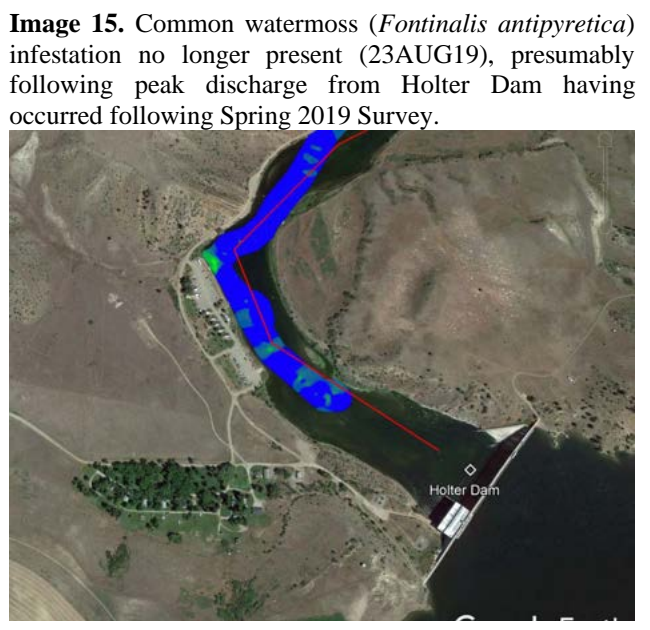 Image 15. Common watermoss (Fontinalis antipyretica)
infestation no longer present (23AUG19), presumably
following peak discharge from Holter Dam having
occurred following Spring 2019 Survey.
Holter Dam